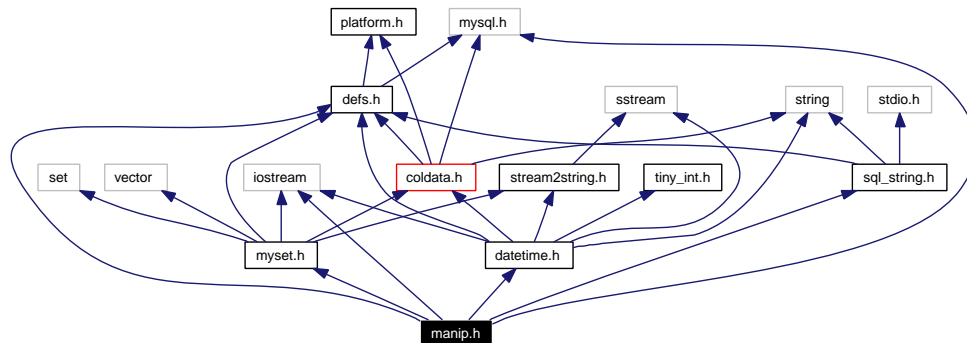 platform.h
mysql.h
defs.h
sstream
string
stdio.h
set
vector
iostream
coldata.h
stream2string.h
tiny_int.h
sql_string.h
myset.h
datetime.h
manip.h